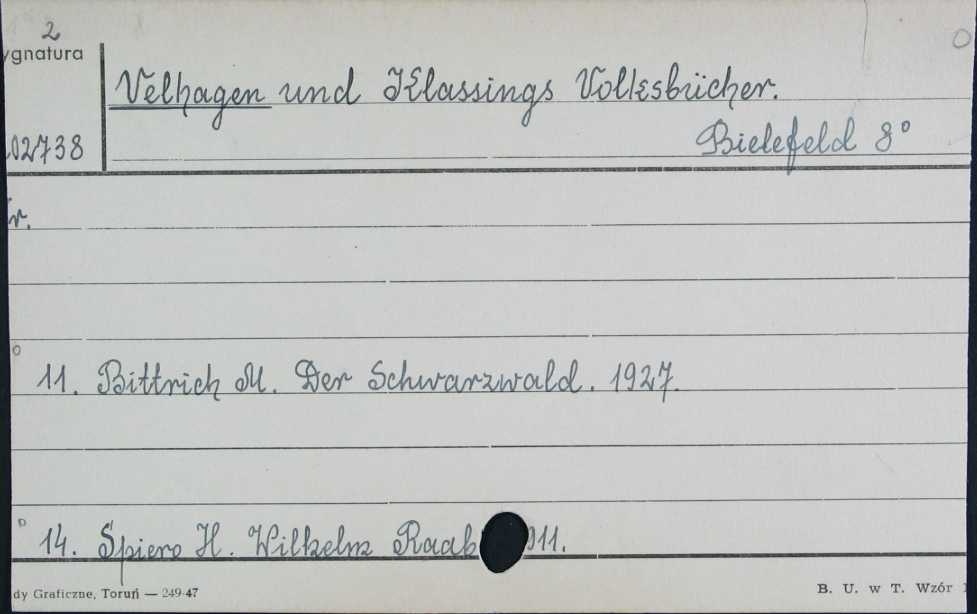 2
ygnatura
Velhagen und Klassings Volksbücher.
02738
Bielefeld 8°
r.
11. Bittrich M. Der Schwarzwald. 1927.
14. Spiero H. Wilhelm Raab 911.
dy Graficzne, Toruń — 249-47
B. U. w T. Wzór